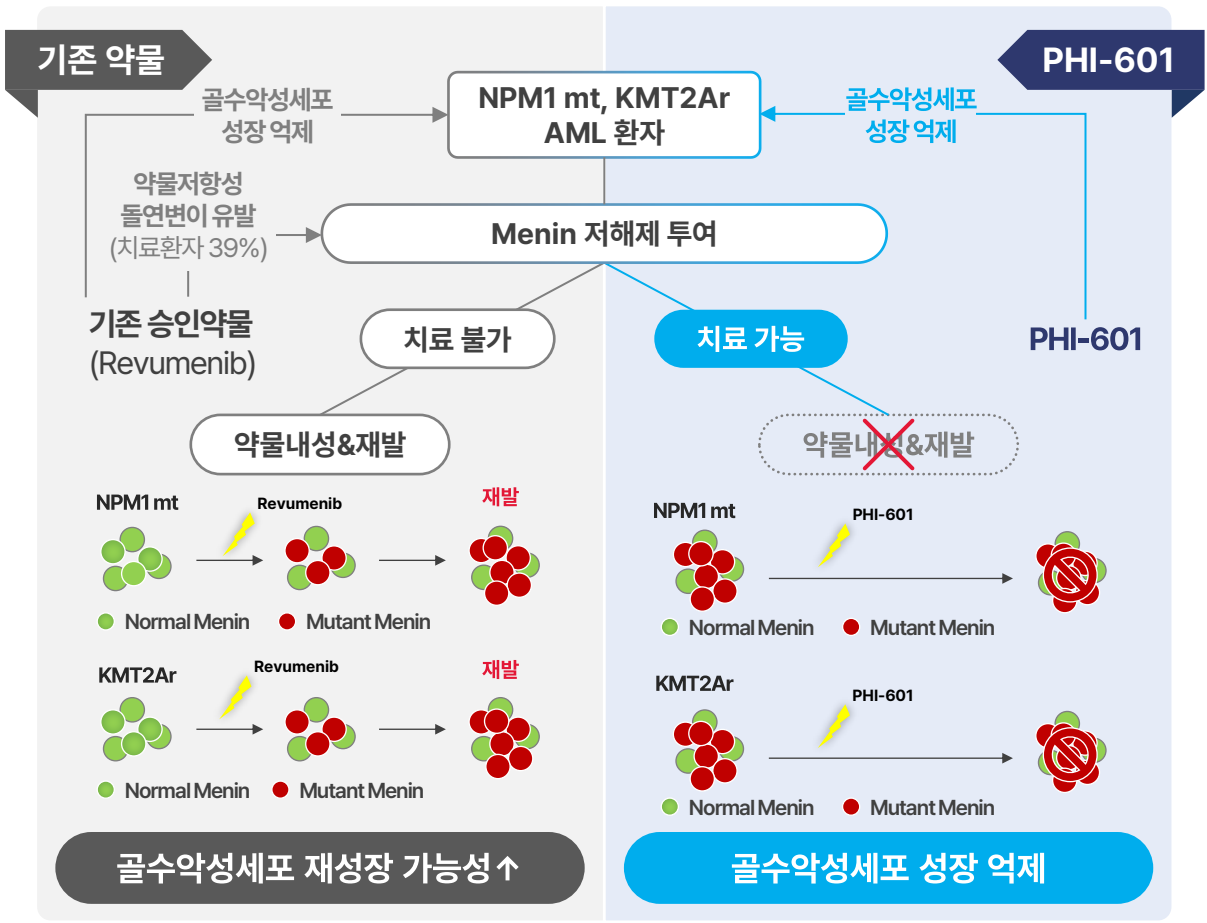 기존 약물
PHI-601
NPM1 mt, KMT2Ar
AML 환자
골수악성세포
성장 억제
골수악성세포
성장 억제
약물저항성
돌연변이 유발
(치료환자 39%)
Menin 저해제 투여
기존 승인약물
(Revumenib)
치료 불가
치료 가능
PHI-601
약물내성&재발
약물내성&재발
NPM1 mt
Revumenib
재발
Normal Menin
Mutant Menin
KMT2Ar
Revumenib
재발
Normal Menin
Mutant Menin
NPM1 mt
PHI-601
Normal Menin
Mutant Menin
KMT2Ar
PHI-601
Normal Menin
Mutant Menin
골수악성세포 재성장 가능성↑
골수악성세포 성장 억제